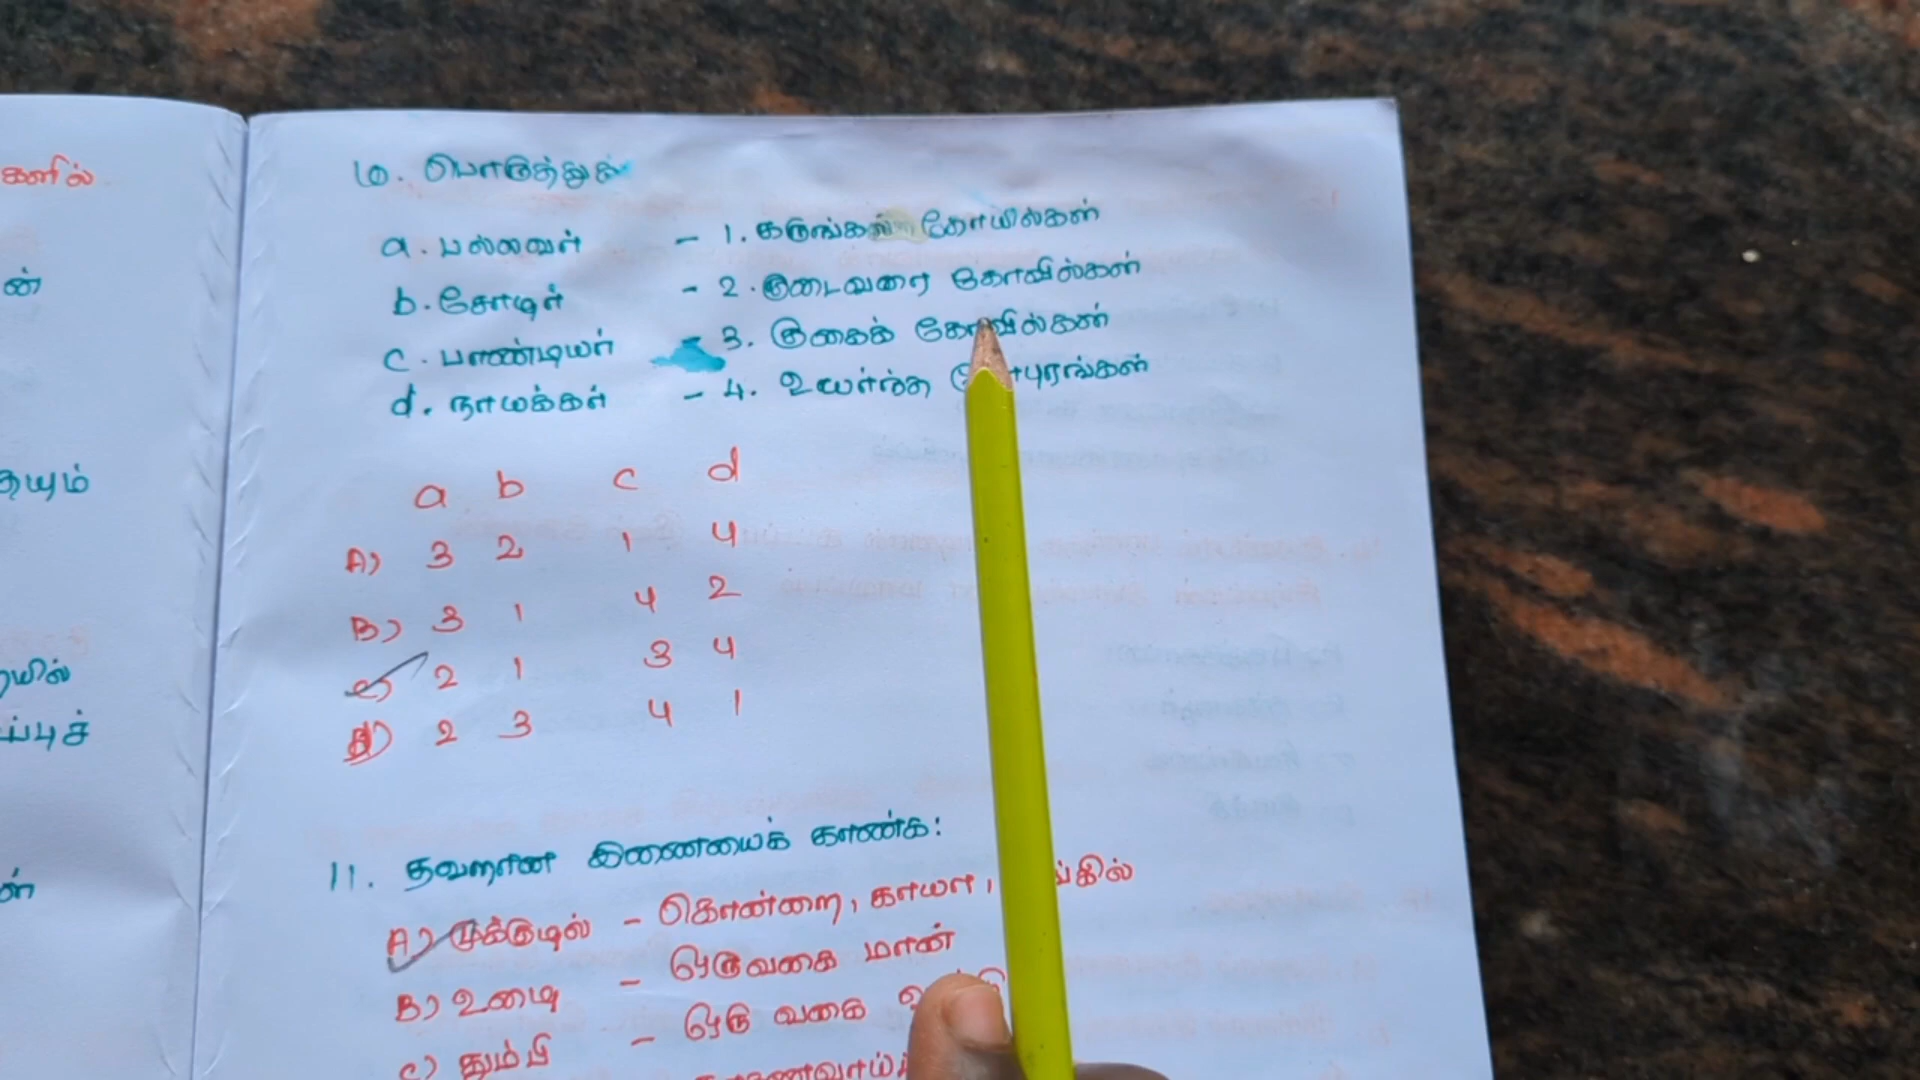 களில்
ன்
தயும்
றையில்
ப்புச்
ள்
10. பொருத்துக
a. பல்லவர் - 1. கருங்கல் கோயில்கள்
b. சோழர் - 2. குடைவரை கோவில்கள்
c. பாண்டியர் - 3. குகைக் கோவில்கள்
d. நாயக்கர் - 4. உயர்ந்த கோபுரங்கள்
a b c d
A) 3 2 1 4
B) 3 1 4 2
C) 2 1 3 4
D) 2 3 4 1
11. தவறான இணையைக் காண்க:
A) முக்குடில் - கொன்றை, காயா,
B) உழை - ஒருவகை மான்
C) தும்பி - ஒரு வகை